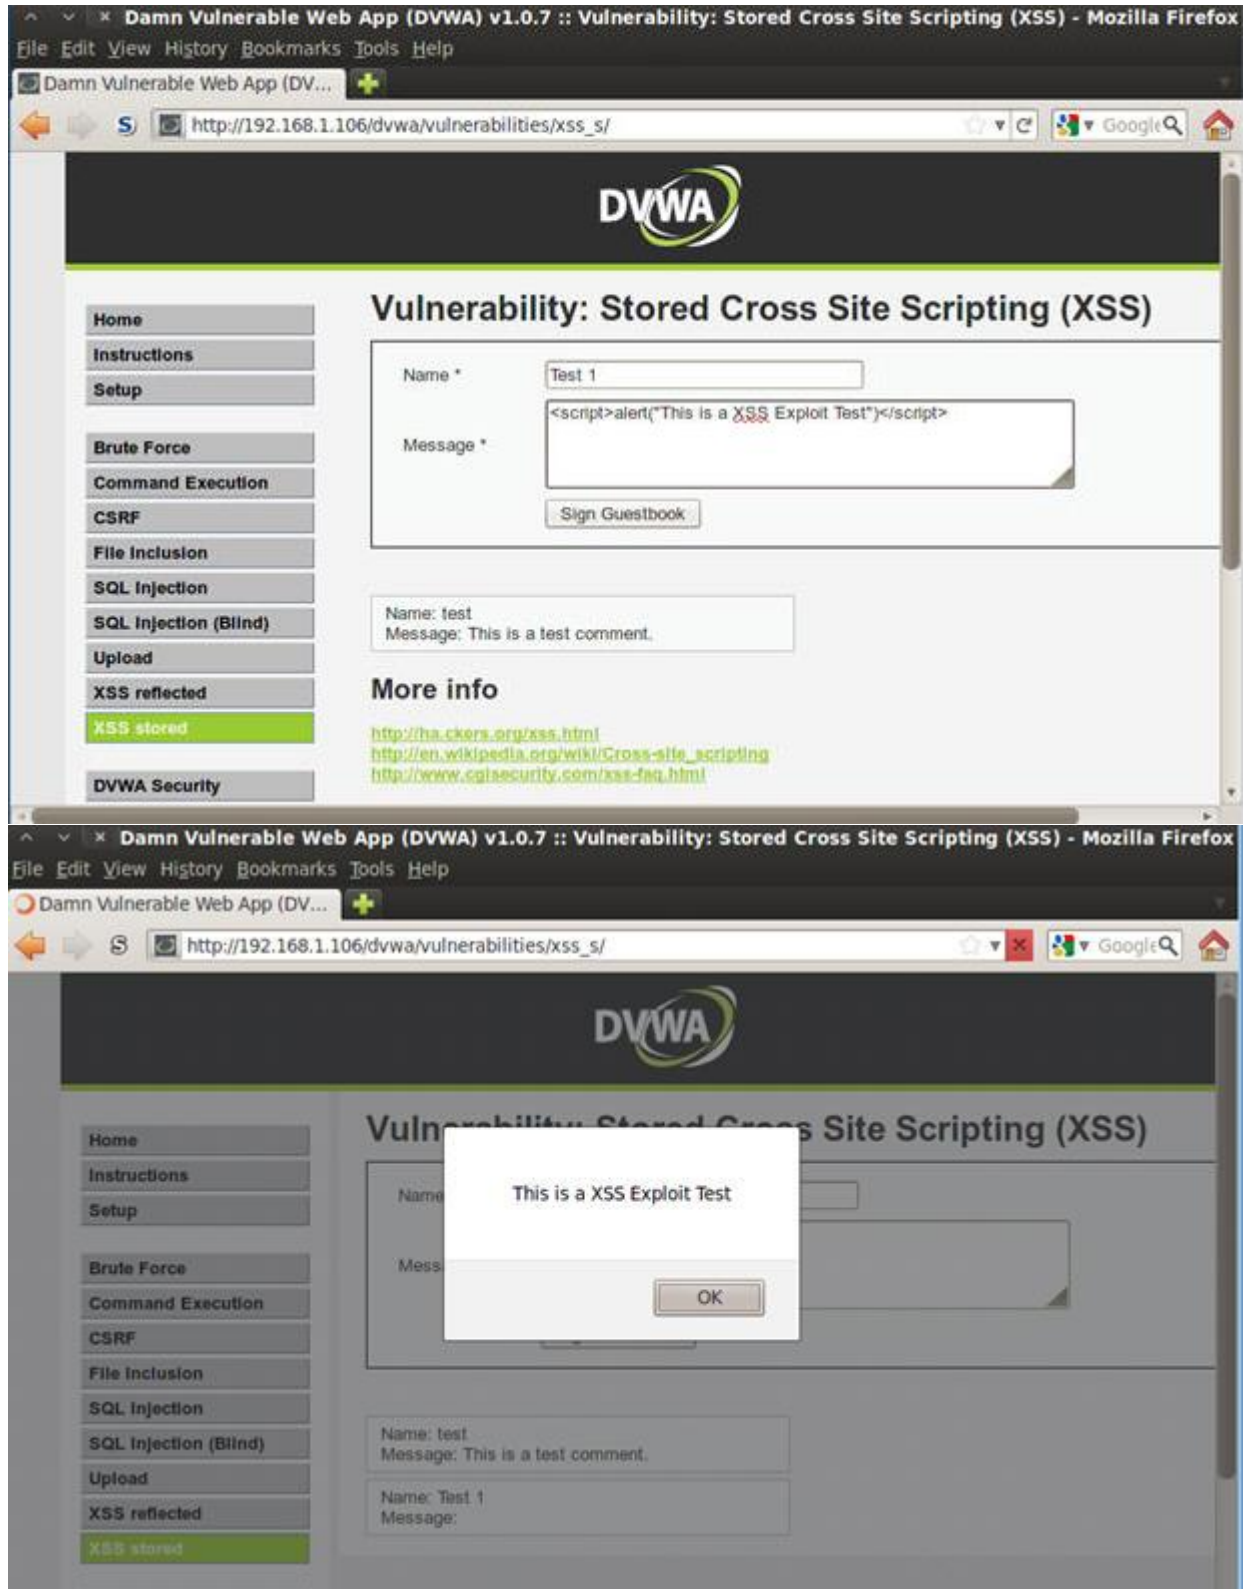 Damn Vulnerable Web App (DVWA) v1.0.7 :: Vulnerability: Stored Cross Site Scripting (XSS) - Mozilla Firefox
File Edit View History Bookmarks Tools Help
Damn Vulnerable Web App (DV...
http://192.168.1.106/dvwa/vulnerabilities/xss_s/
Google
DVWA
Home
Instructions
Setup
Brute Force
Command Execution
CSRF
File Inclusion
SQL Injection
SQL Injection (Blind)
Upload
XSS reflected
XSS stored
DVWA Security
Vulnerability: Stored Cross Site Scripting (XSS)
Name * Test 1
Message * <script>alert("This is a XSS Exploit Test")</script>
Sign Guestbook
Name: test
Message: This is a test comment.
More info
http://ha.ckers.org/xss.html
http://en.wikipedia.org/wiki/Cross-site_scripting
http://www.cgisecurity.com/xss-faq.html
Damn Vulnerable Web App (DVWA) v1.0.7 :: Vulnerability: Stored Cross Site Scripting (XSS) - Mozilla Firefox
File Edit View History Bookmarks Tools Help
Damn Vulnerable Web App (DV...
http://192.168.1.106/dvwa/vulnerabilities/xss_s/
Google
DVWA
Home
Instructions
Setup
Brute Force
Command Execution
CSRF
File Inclusion
SQL Injection
SQL Injection (Blind)
Upload
XSS reflected
XSS stored
Vulnerability: Stored Cross Site Scripting (XSS)
Name
Mess
This is a XSS Exploit Test
OK
Name: test
Message: This is a test comment.
Name: Test 1
Message: